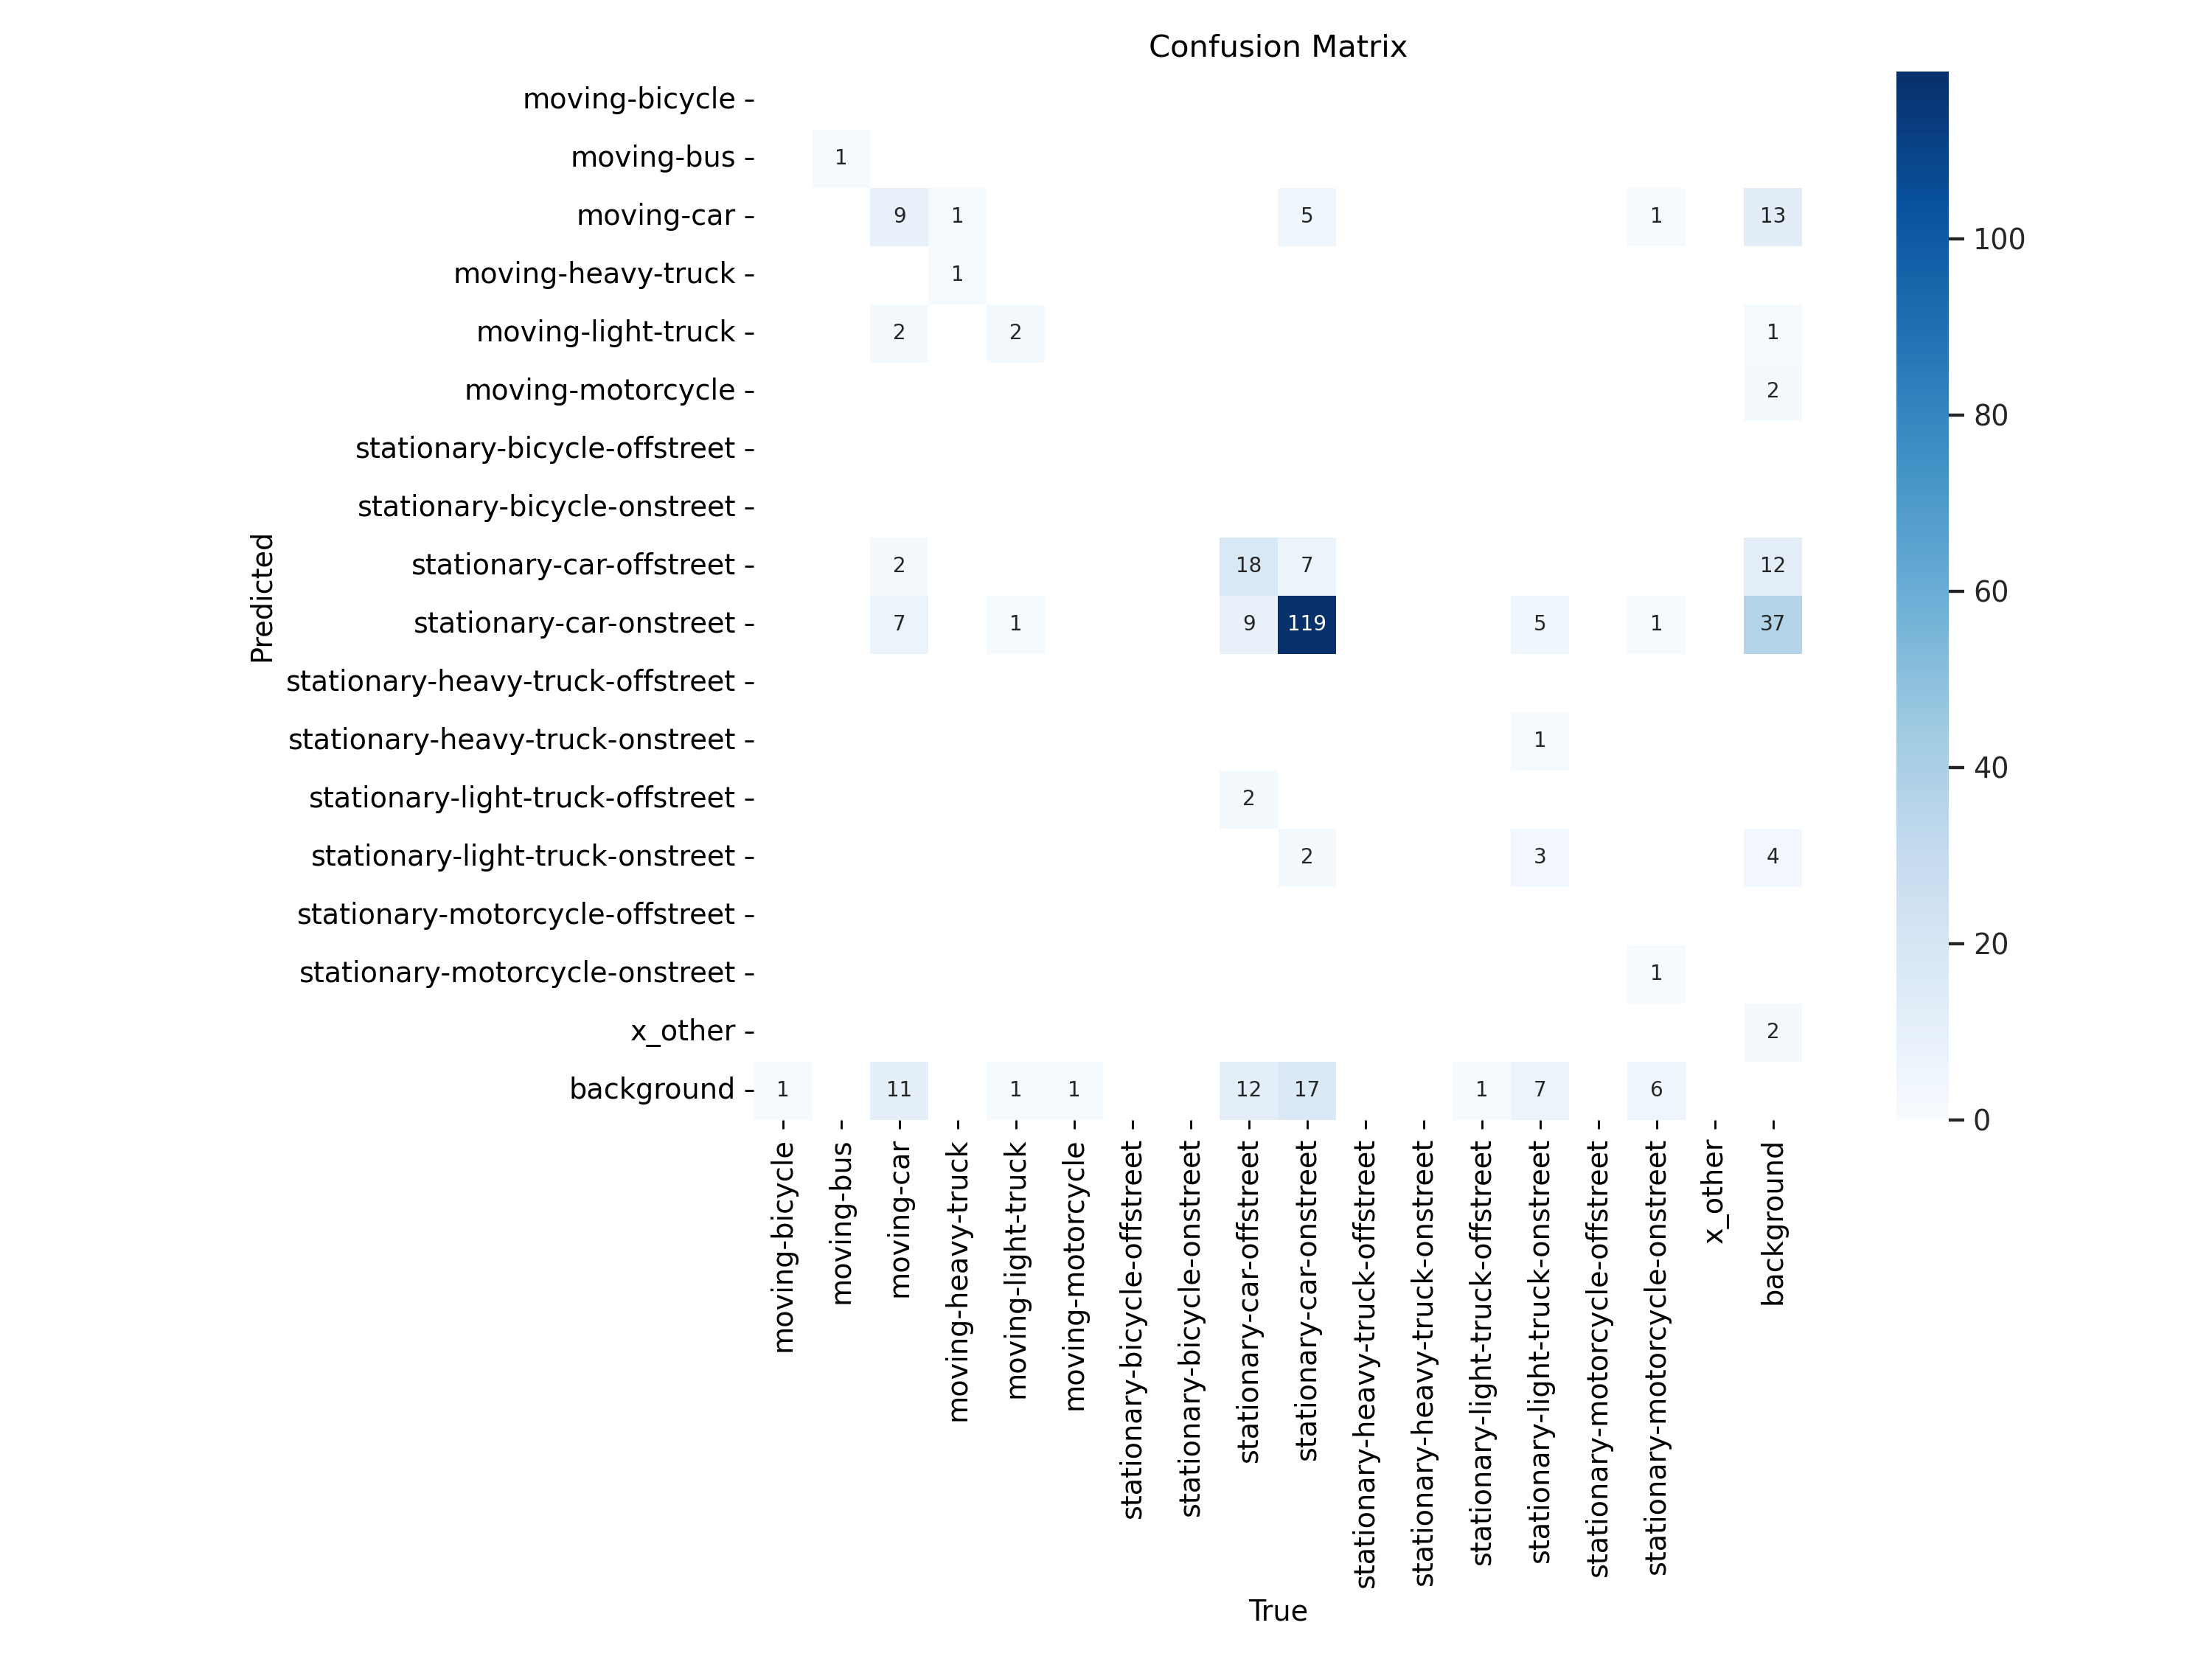 Confusion Matrix
moving-bicycle
moving-bus
1
moving-car
9 1 5 1 13
100
moving-heavy-truck
1
moving-light-truck
2 2 1
moving-motorcycle
2
80
stationary-bicycle-offstreet
stationary-bicycle-onstreet
stationary-car-offstreet
2 18 7 12
60
Predicted
stationary-car-onstreet
7 1 9 119 5 1 37
stationary-heavy-truck-offstreet
stationary-heavy-truck-onstreet
1
40
stationary-light-truck-offstreet
2
stationary-light-truck-onstreet
2 3 4
stationary-motorcycle-offstreet
20
stationary-motorcycle-onstreet
1
x_other
2
background
1 11 1 1 12 17 1 7 6
0
moving-bicycle
moving-bus
moving-car
moving-heavy-truck
moving-light-truck
moving-motorcycle
stationary-bicycle-offstreet
stationary-bicycle-onstreet
stationary-car-offstreet
stationary-car-onstreet
stationary-heavy-truck-offstreet
stationary-heavy-truck-onstreet
stationary-light-truck-offstreet
stationary-light-truck-onstreet
stationary-motorcycle-offstreet
stationary-motorcycle-onstreet
x_other
background
True